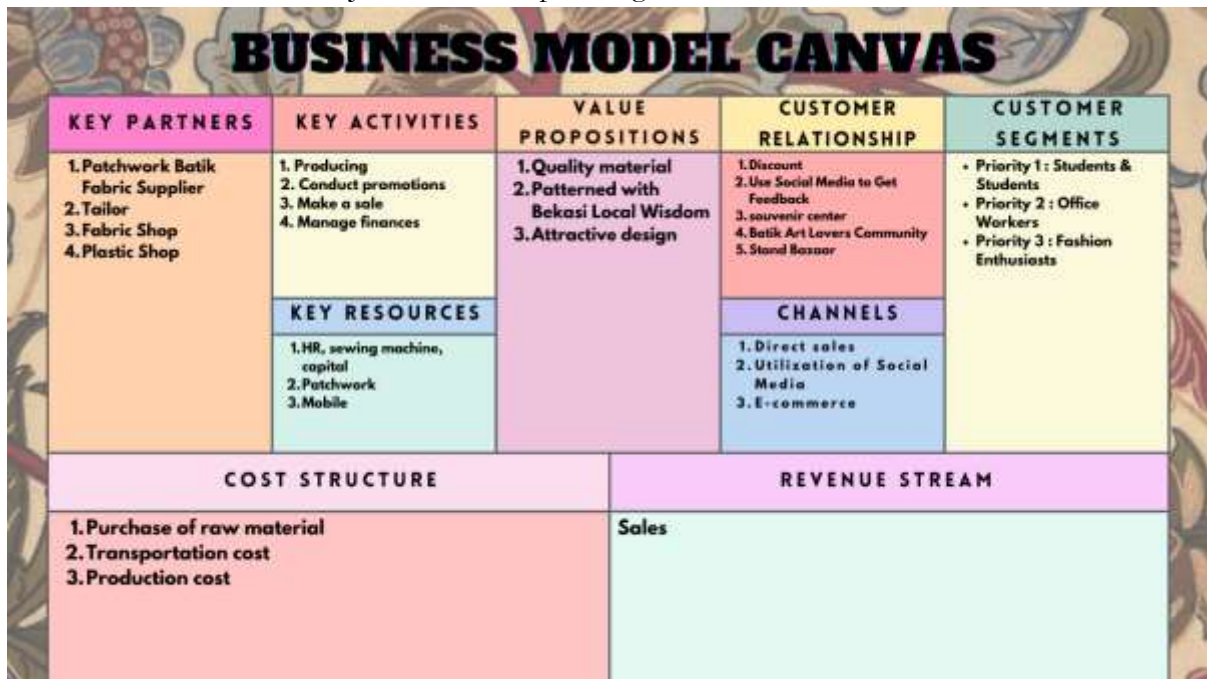 BUSINESS MODEL CANVAS
KEY PARTNERS
1.Patchwork Batik
Fabric Supplier
2.Tailor
3.Fabric Shop
4.Plastic Shop
KEY ACTIVITIES
1. Producing
2. Conduct promotions
3. Make a sale
4. Manage finances
KEY RESOURCES
1.HR, sewing machine,
capital
2.Patchwork
3.Mobile
VALUE
PROPOSITIONS
1.Quality material
2.Patterned with
Bekasi Local Wisdom
3.Attractive design
CUSTOMER
RELATIONSHIP
1.Discount
2.Use Social Media to Get
Feedback
3.souvenir center
4.Batik Art Lovers Community
5.Stand Bazaar
CHANNELS
1.Direct sales
2.Utilization of Social
Media
3.E-commerce
CUSTOMER
SEGMENTS
• Priority 1 : Students &
Students
• Priority 2 : Office
Workers
• Priority 3 : Fashion
Enthusiasts
COST STRUCTURE
1.Purchase of raw material
2.Transportation cost
3.Production cost
REVENUE STREAM
Sales